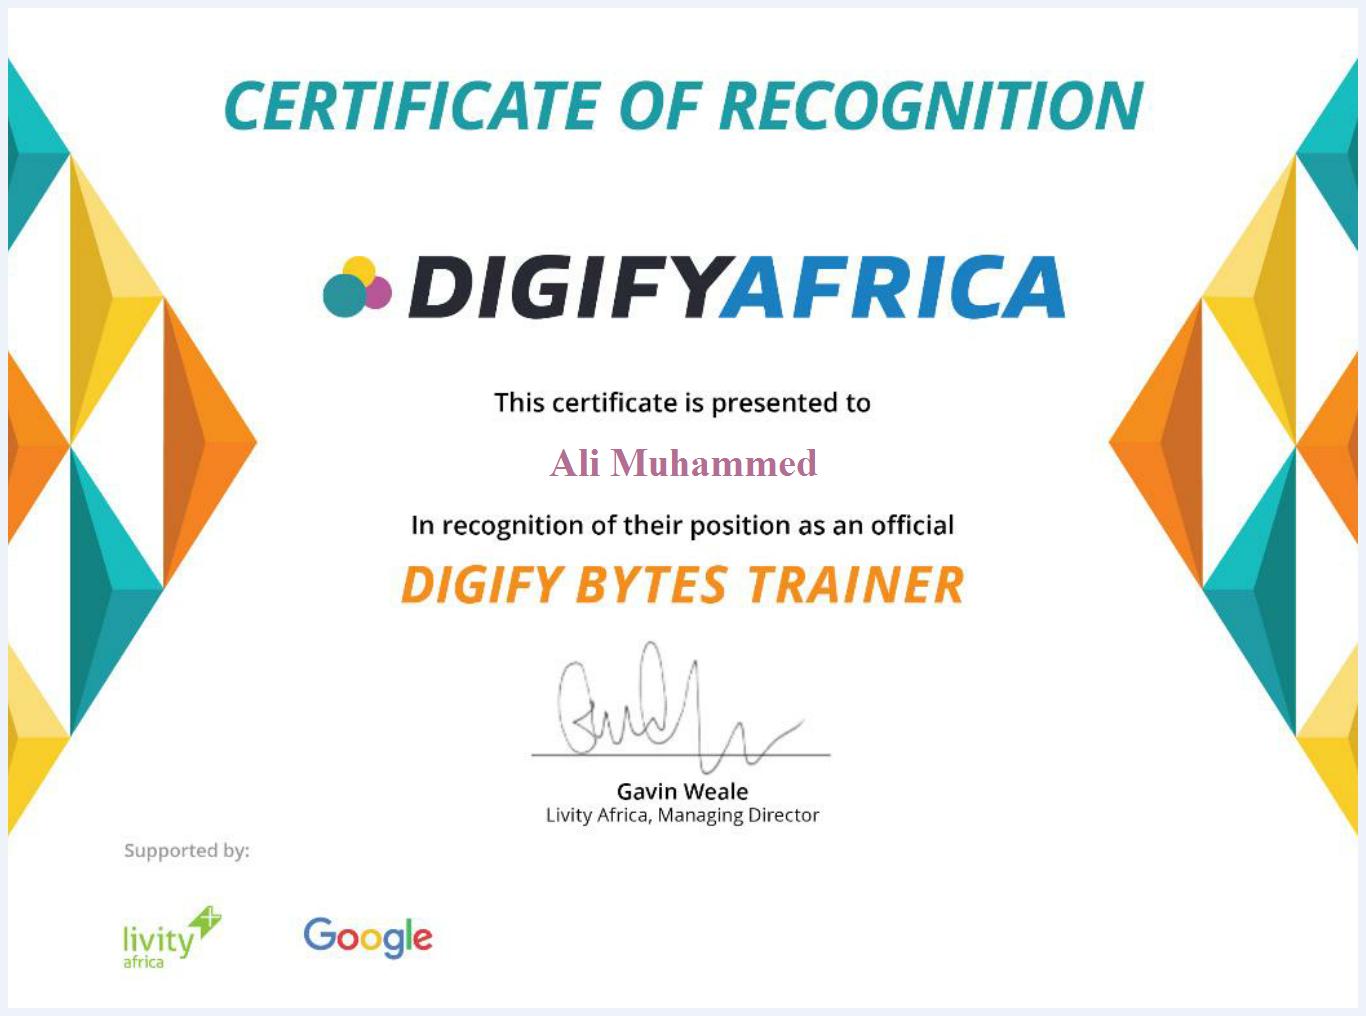 CERTIFICATE OF RECOGNITION
DIGIFYAFRICA
This certificate is presented to
Ali Muhammed
In recognition of their position as an official
DIGIFY BYTES TRAINER
Gavin Weale
Livity Africa, Managing Director
Supported by:
livity
africa
Google